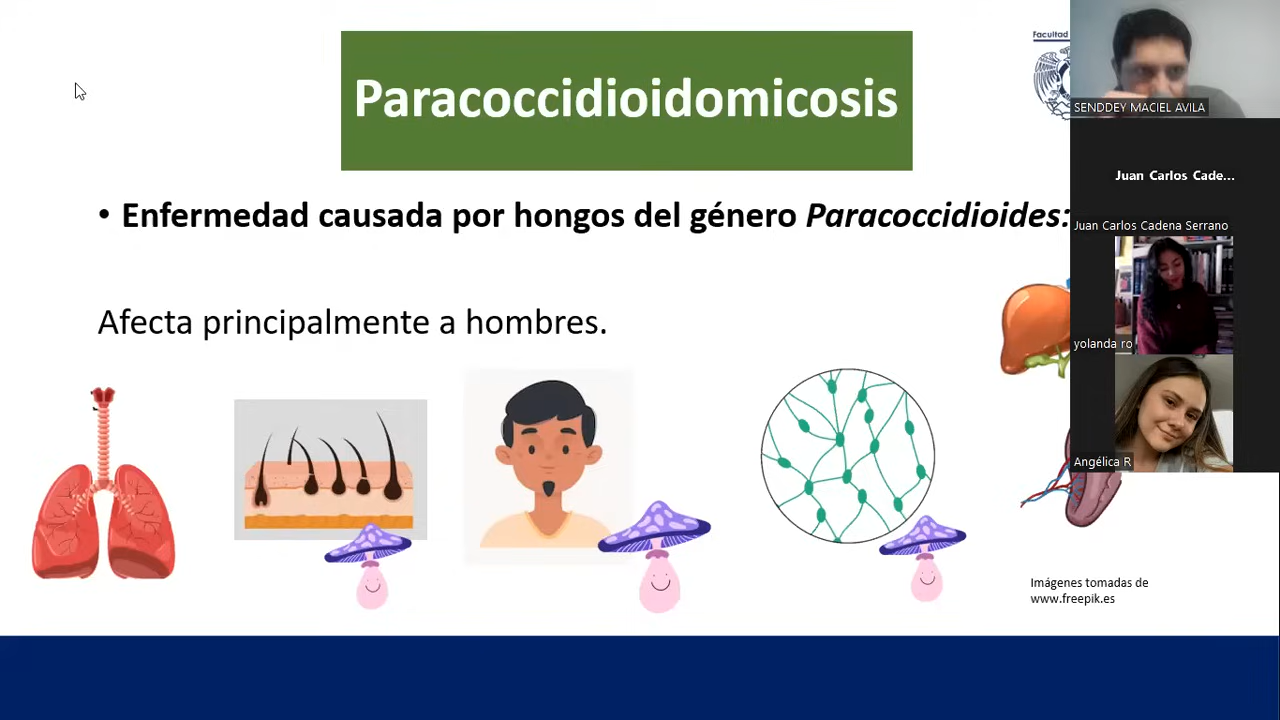 Paracoccidioidomicosis
Facultad
SENDDEY MACIEL AVILA
Juan Carlos Cade...
Juan Carlos Cadena Serrano
• Enfermedad causada por hongos del género Paracoccidioides:
Afecta principalmente a hombres.
yolanda ro
Angélica R
Imágenes tomadas de
www.freepik.es